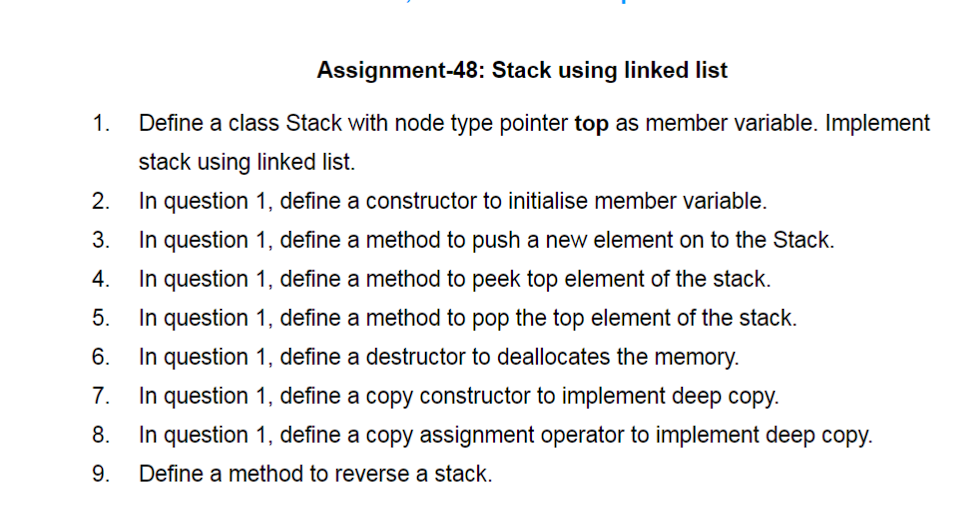 Assignment-48: Stack using linked list
1. Define a class Stack with node type pointer top as member variable. Implement
stack using linked list.
2. In question 1, define a constructor to initialise member variable.
3. In question 1, define a method to push a new element on to the Stack.
4. In question 1, define a method to peek top element of the stack.
5. In question 1, define a method to pop the top element of the stack.
6. In question 1, define a destructor to deallocates the memory.
7. In question 1, define a copy constructor to implement deep copy.
8. In question 1, define a copy assignment operator to implement deep copy.
9. Define a method to reverse a stack.